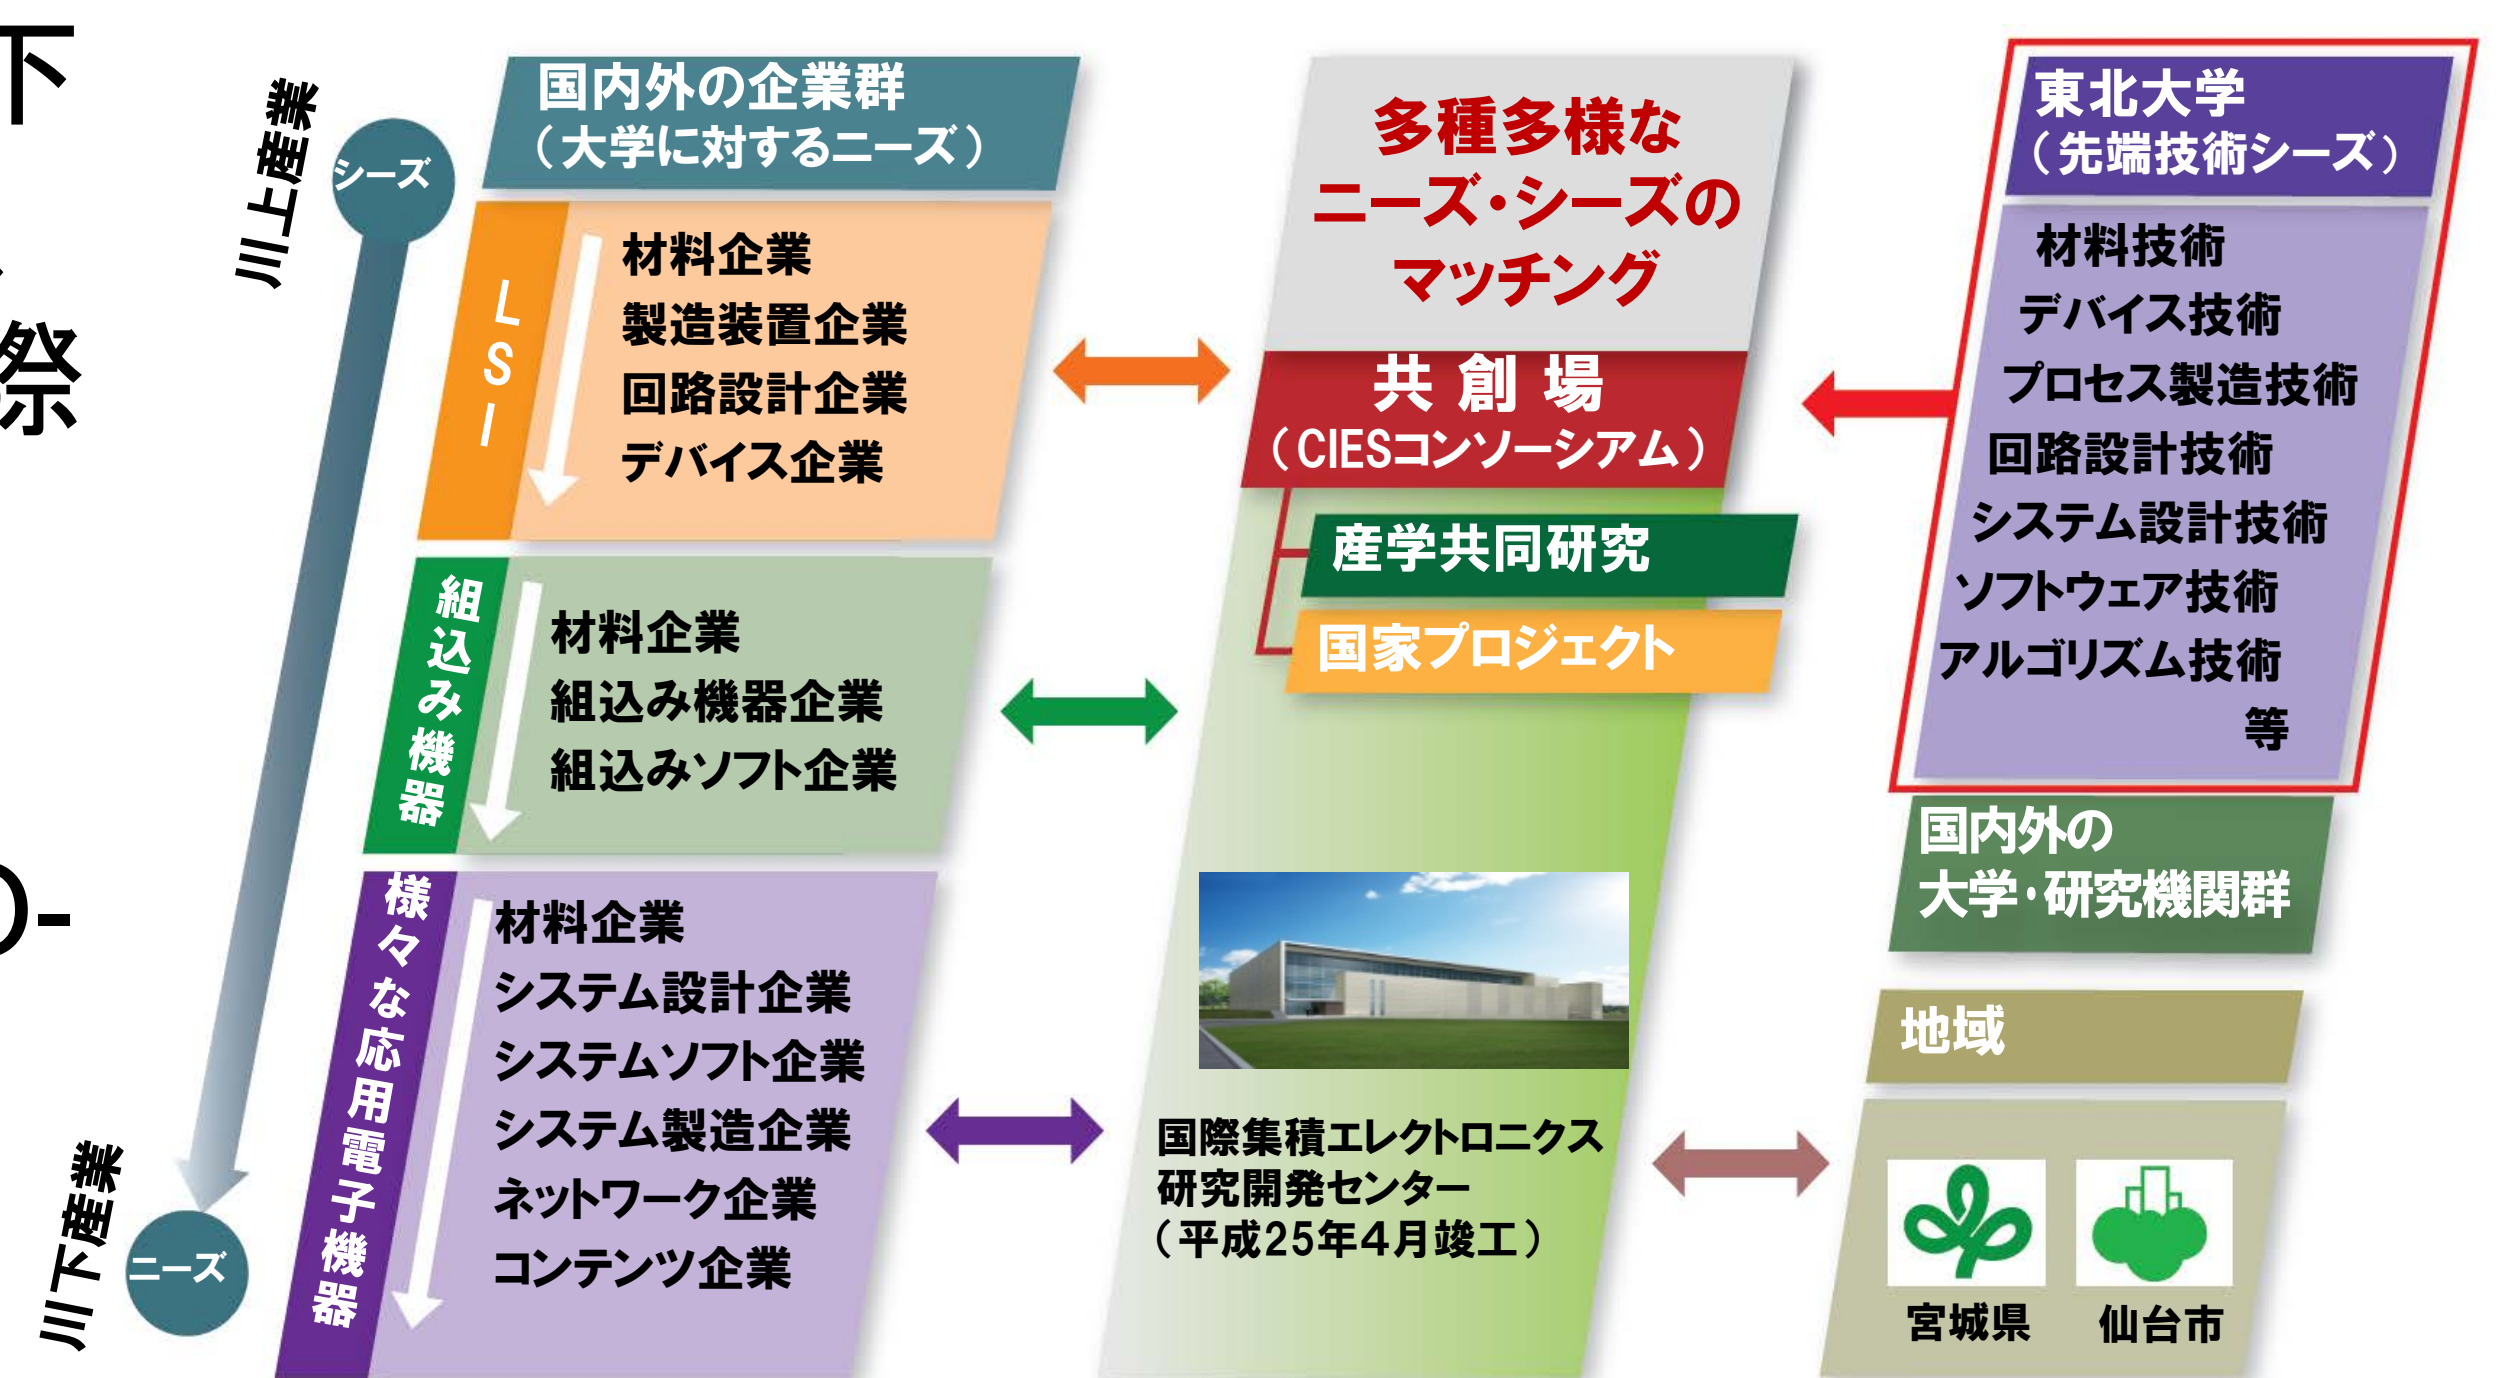 下
際
川上産業
シーズ
ニーズ
川下産業
国内外の企業群
（大学に対するニーズ）
LSI
材料企業
製造装置企業
回路設計企業
デバイス企業
組込み機器
材料企業
組込み機器企業
組込みソフト企業
様々な応用電子機器
材料企業
システム設計企業
システムソフト企業
システム製造企業
ネットワーク企業
コンテンツ企業
多種多様な
ニーズ・シーズの
マッチング
共創場
（CIESコンソーシアム）
産学共同研究
国家プロジェクト
国際集積エレクトロニクス
研究開発センター
（平成25年4月竣工）
東北大学
（先端技術シーズ）
材料技術
デバイス技術
プロセス製造技術
回路設計技術
システム設計技術
ソフトウェア技術
アルゴリズム技術
等
国内外の
大学・研究機関群
地域
宮城県
仙台市